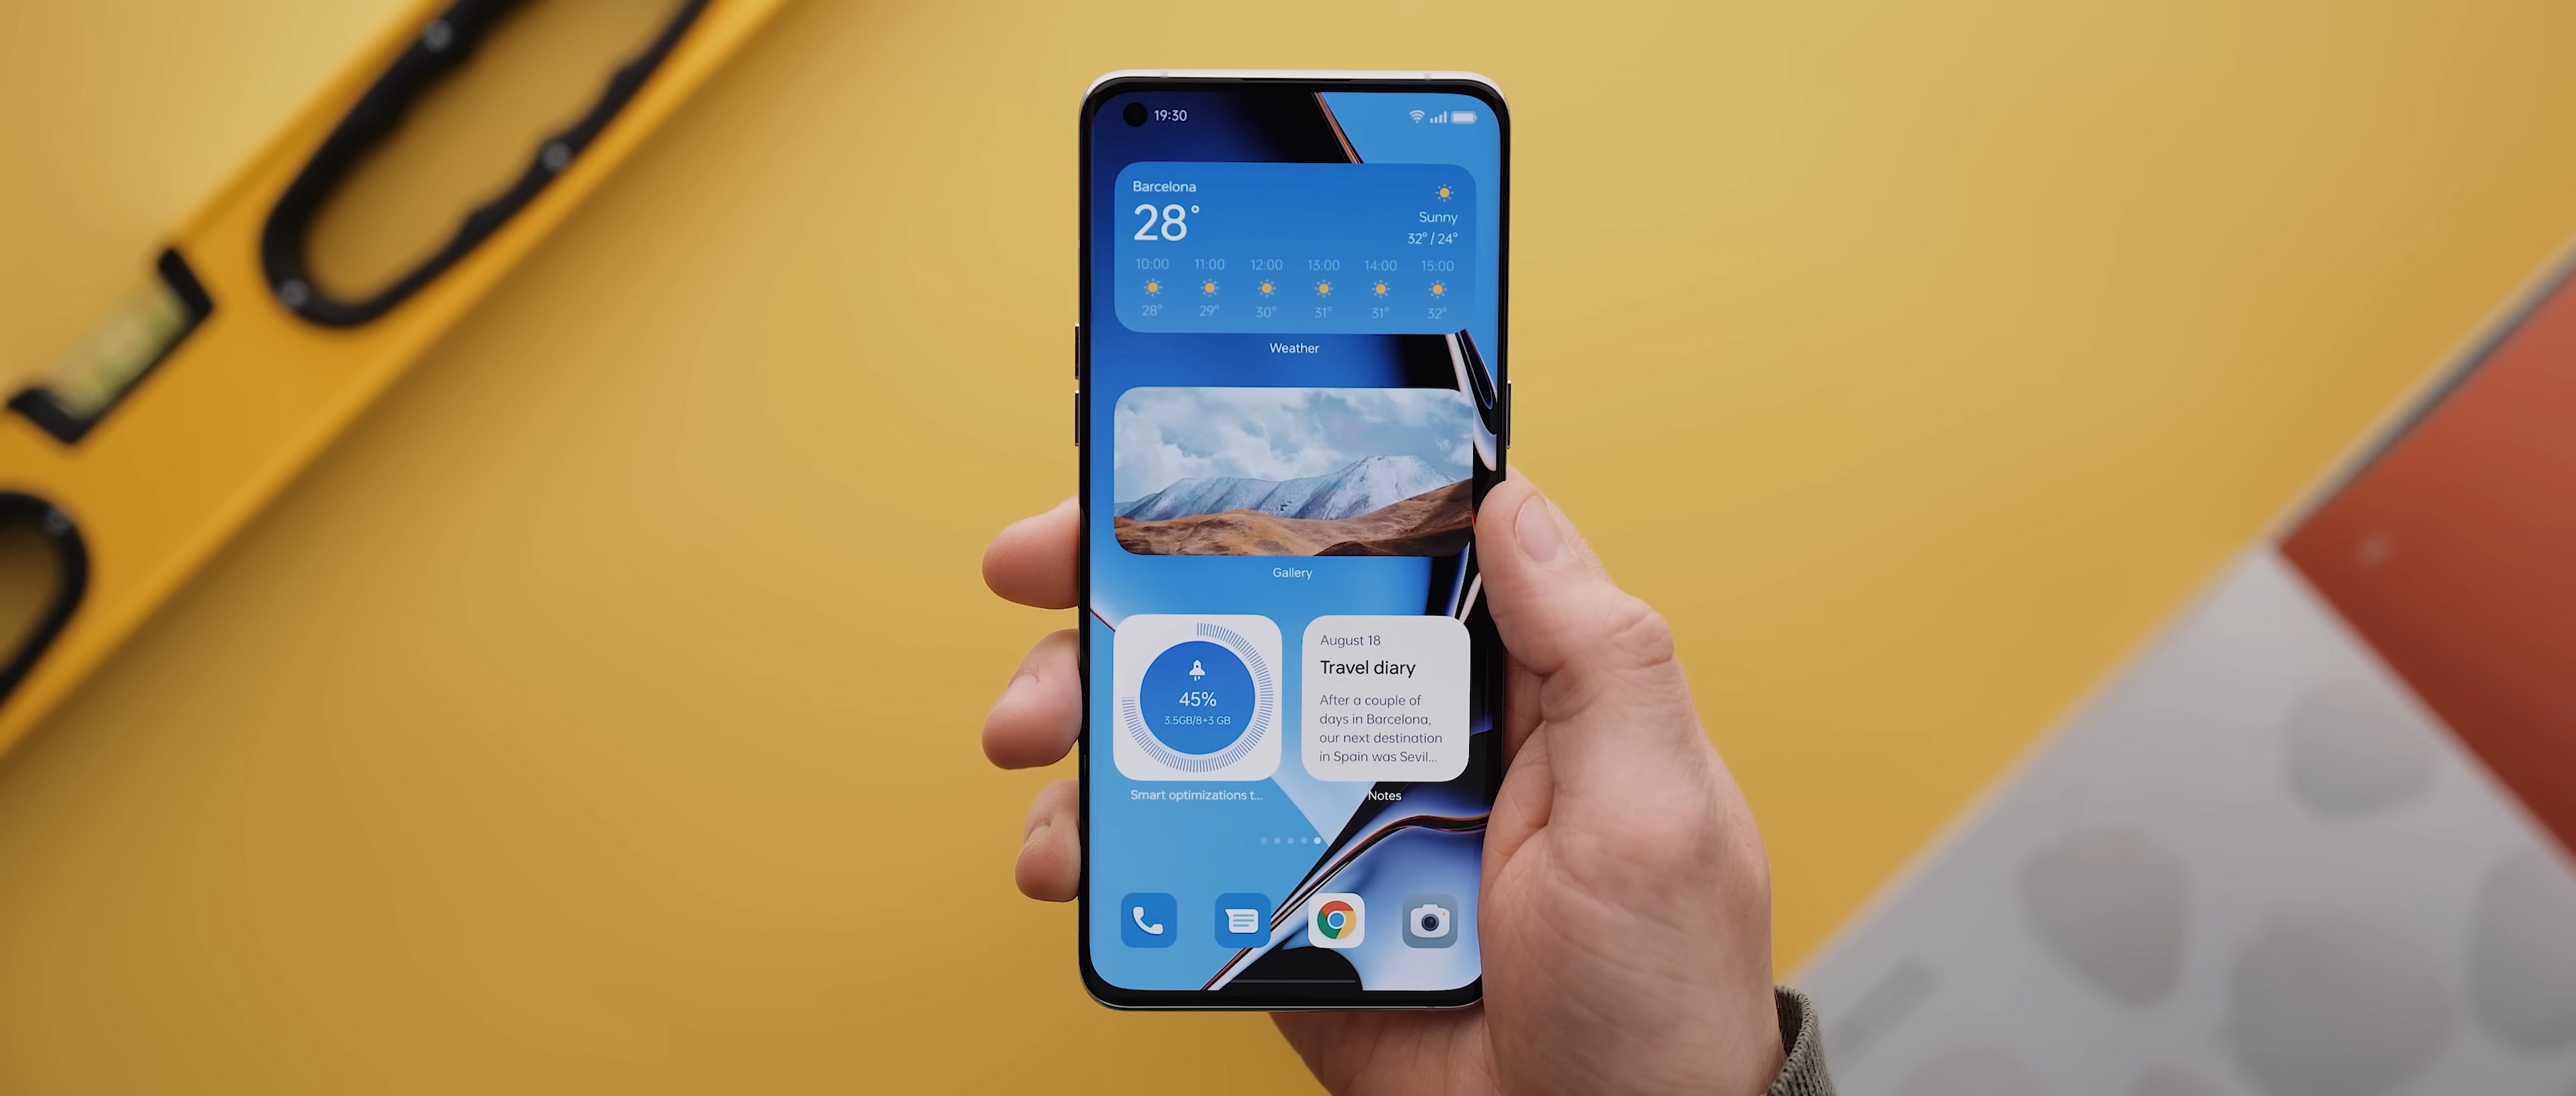 19:30
Barcelona
28°
Sunny
32° / 24°
10:00 11:00 12:00 13:00 14:00 15:00
28° 29° 30° 31° 31° 32°
Weather
Gallery
45%
3.5GB/8+3 GB
Smart optimizations t...
August 18
Travel diary
After a couple of
days in Barcelona,
our next destination
in Spain was Sevil...
Notes